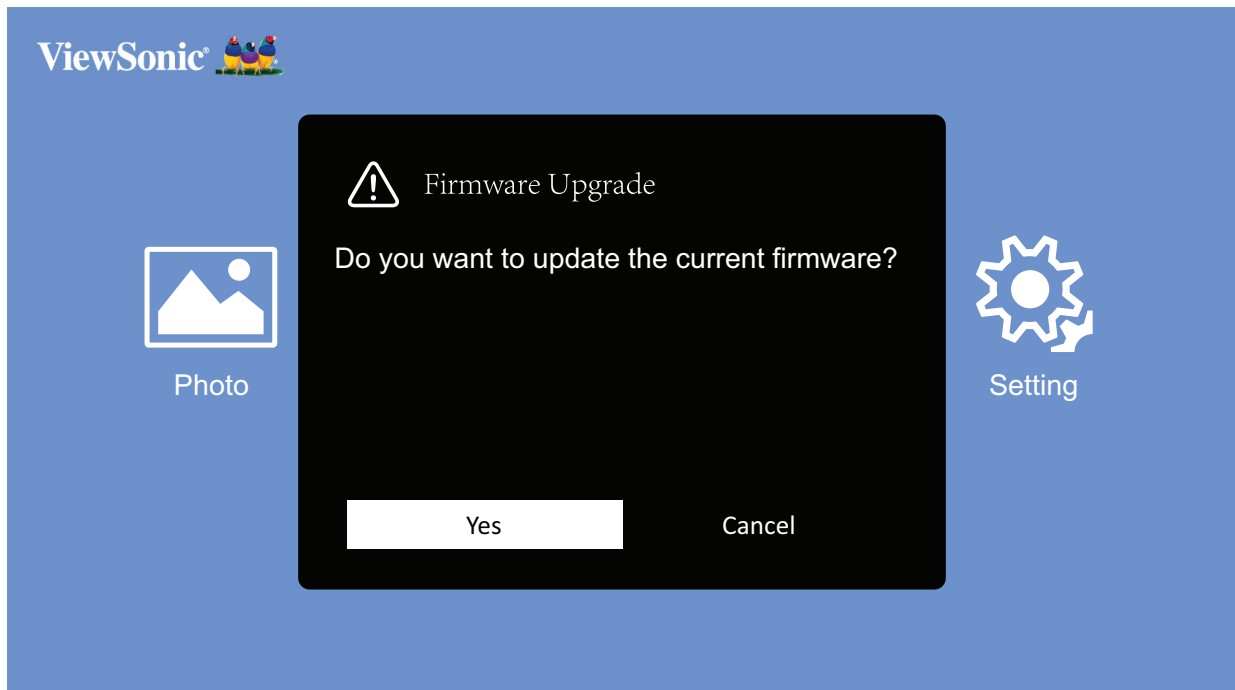 ViewSonic®
Firmware Upgrade
Do you want to update the current firmware?
Photo
Setting
Yes
Cancel